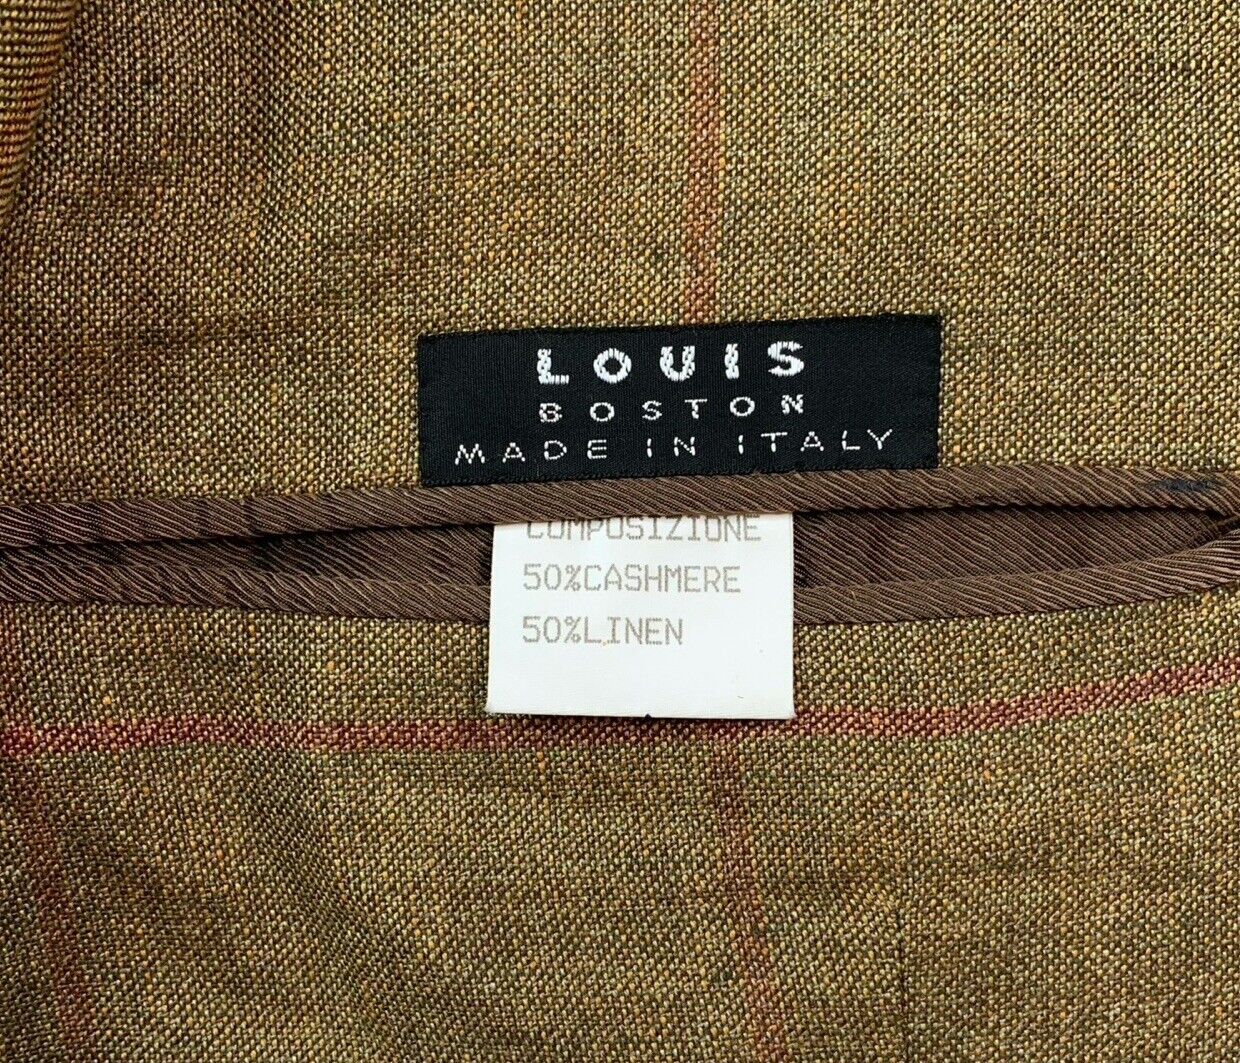 LOUIS
BOSTON
MADE IN ITALY
COMPOSIZIONE
50%CASHMERE
50%LINEN